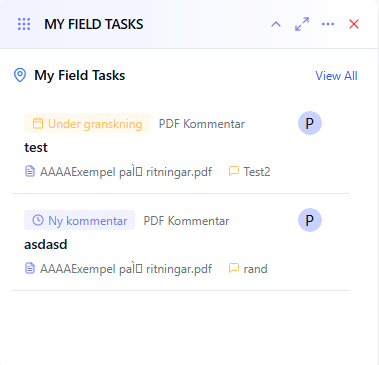 MY FIELD TASKS
My Field Tasks View All
Under granskning PDF Kommentar P
test
AAAAExempel paÌ▯ ritningar.pdf Test2
Ny kommentar PDF Kommentar P
asdasd
AAAAExempel paÌ▯ ritningar.pdf rand